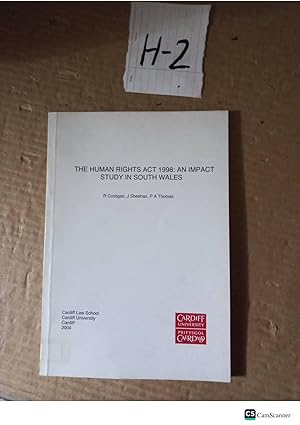 H-2
THE HUMAN RIGHTS ACT 1998: AN IMPACT
STUDY IN SOUTH WALES
R Costigan, J Sheehan, P A Thomas
Cardiff Law School
Cardiff University
Cardiff
2004
CARDIFF
UNIVERSITY
PRIFYSGOL
CAERDYDD
CS CamScanner